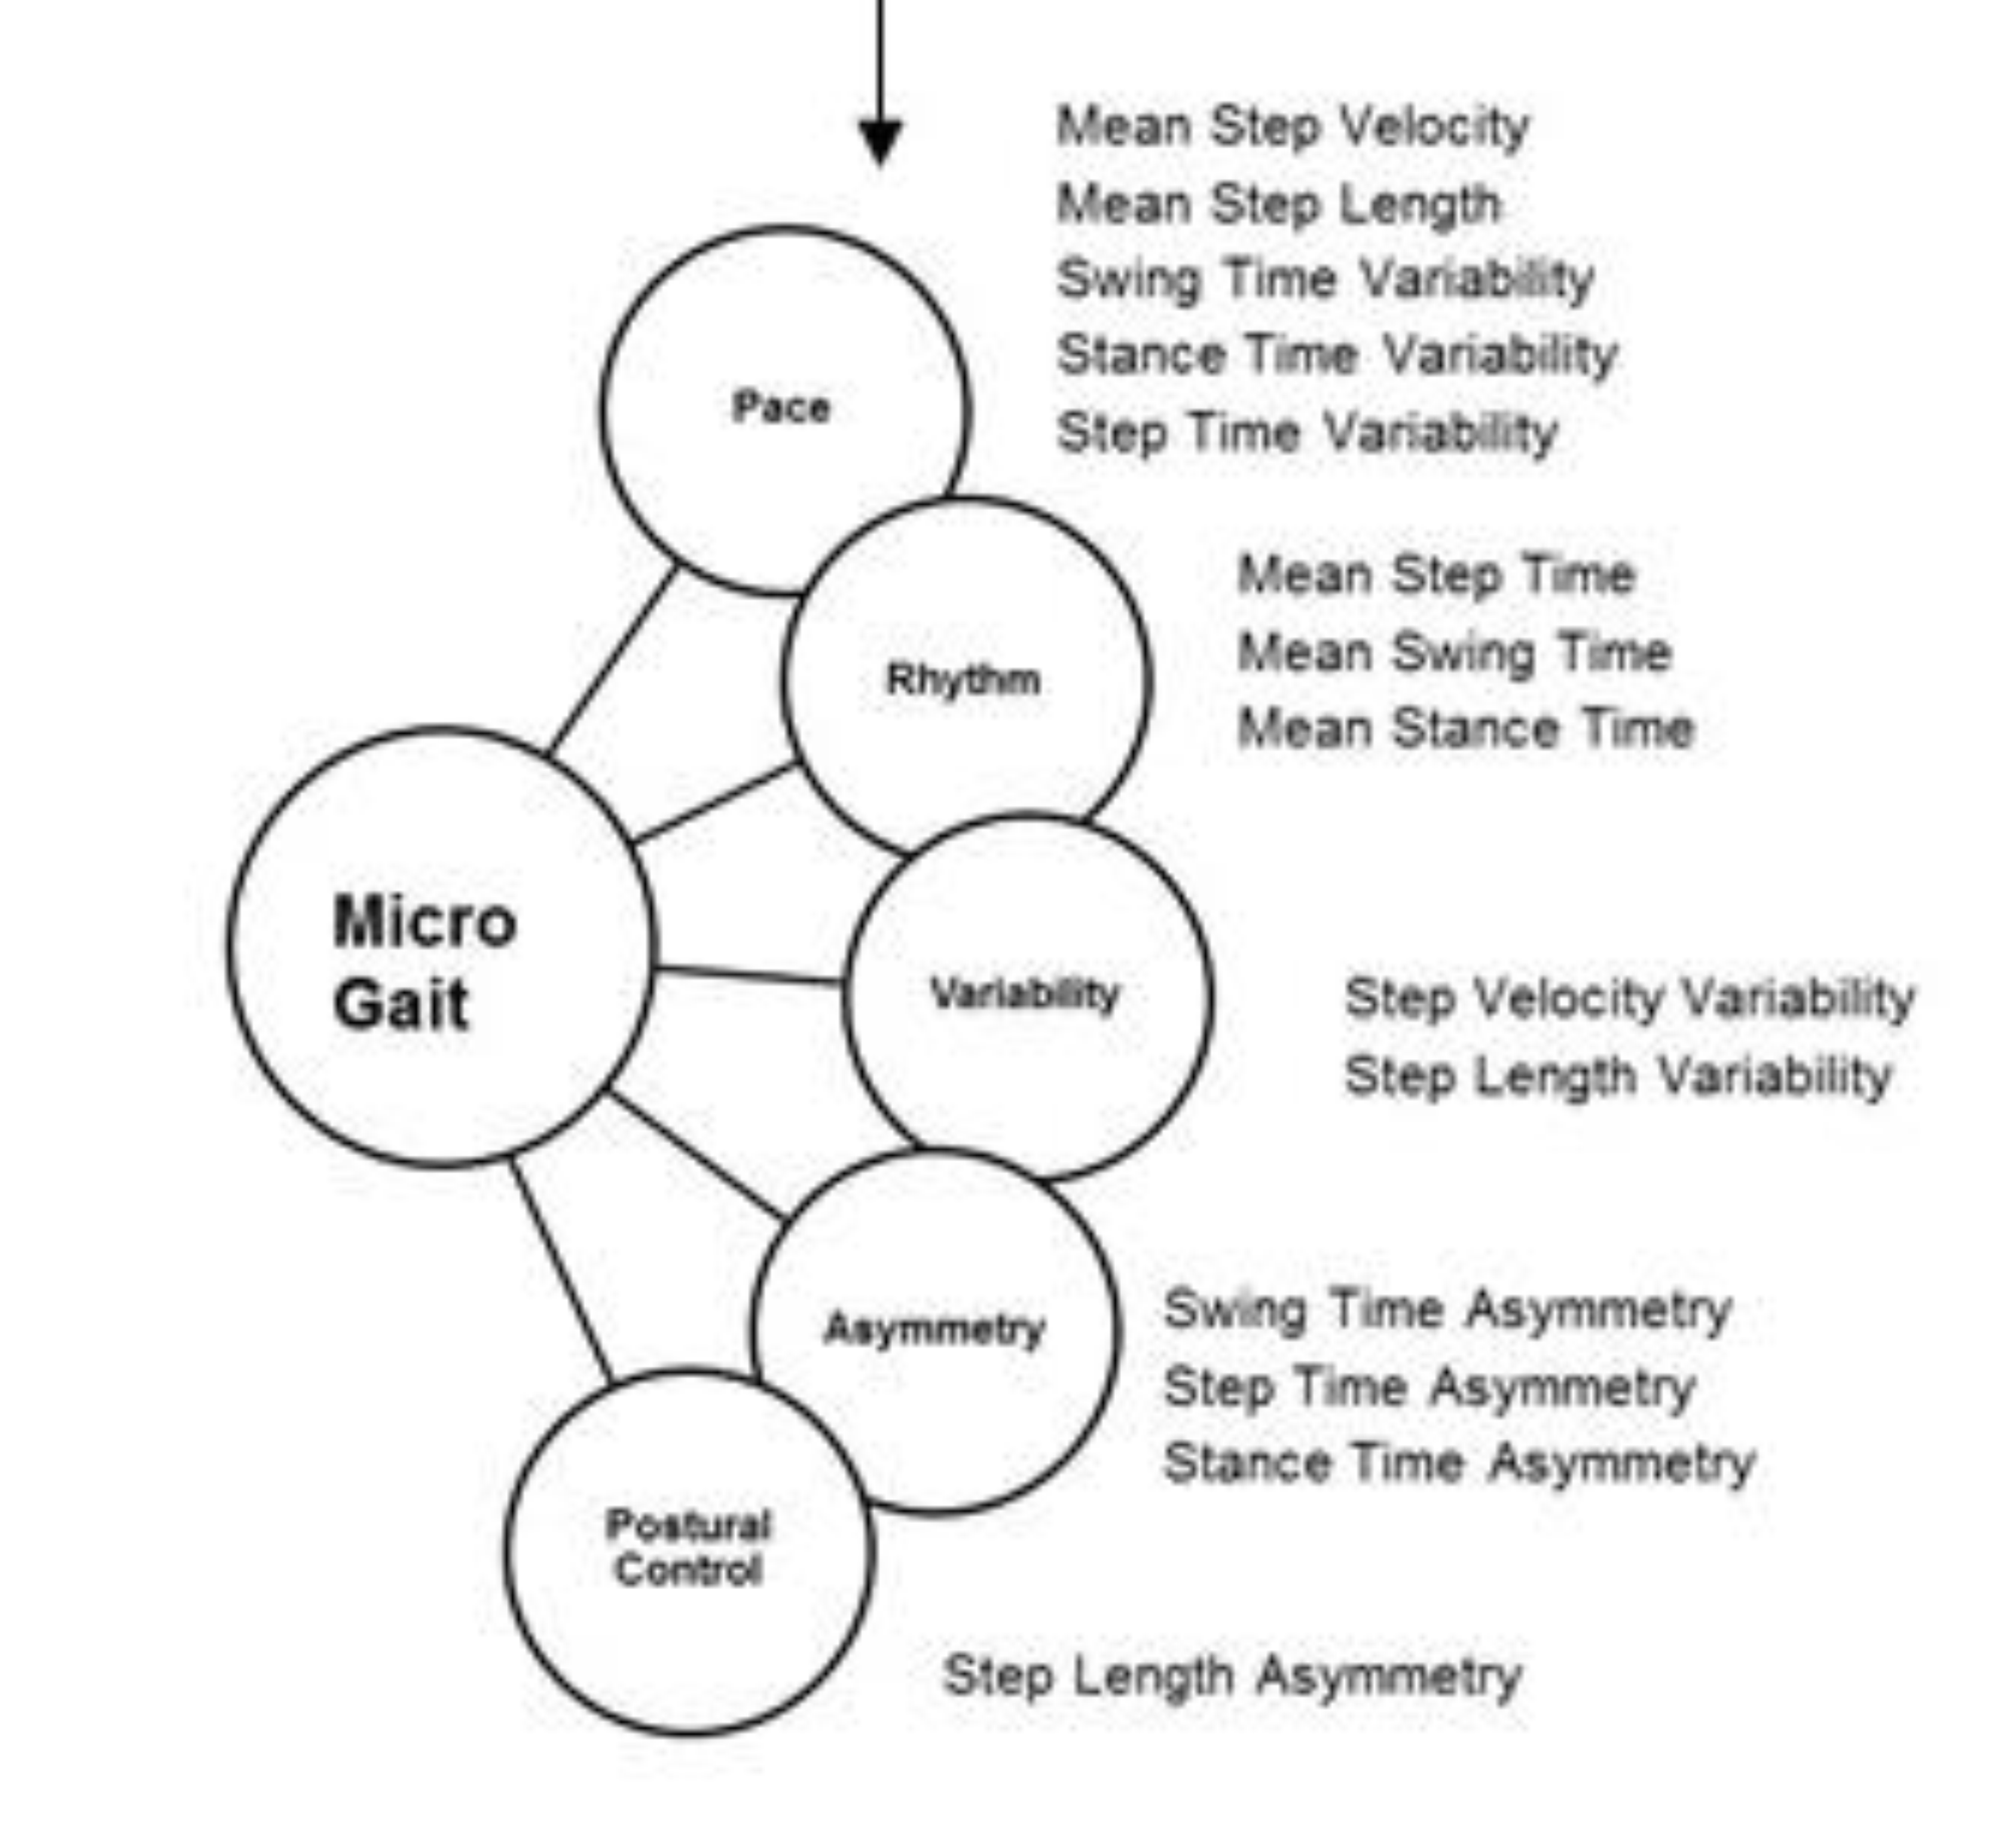 Mean Step Velocity
Mean Step Length
Swing Time Variability
Stance Time Variability
Step Time Variability
Pace
Mean Step Time
Mean Swing Time
Mean Stance Time
Rhythm
Micro
Gait
Variability
Step Velocity Variability
Step Length Variability
Asymmetry
Swing Time Asymmetry
Step Time Asymmetry
Stance Time Asymmetry
Postural
Control
Step Length Asymmetry